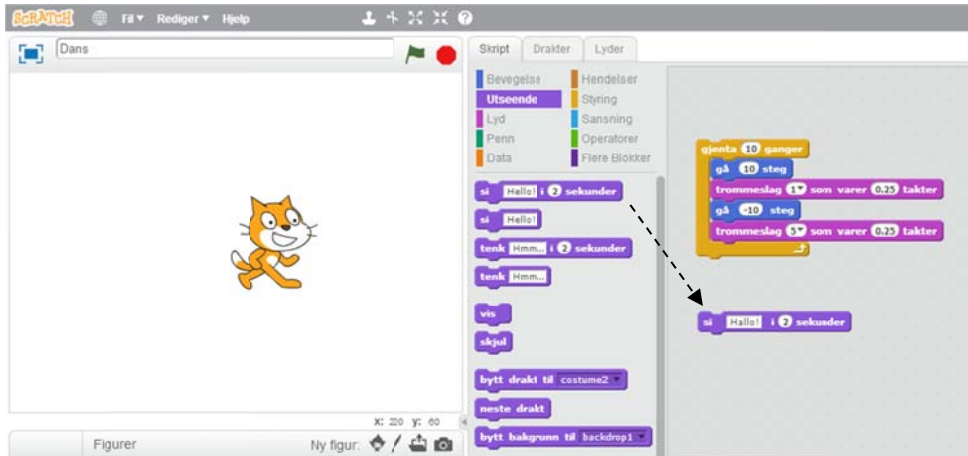 SCRATCH Fil Rediger Hjelp
Dans
x: 220 y: 60
Figurer Ny figur:
Skript Drakter Lyder
Bevegelse Hendelser
Utseende Styring
Lyd Sansning
Penn Operatorer
Data Flere Blokker
si Hello! i 2 sekunder
si Hello!
tenk Hmm... i 2 sekunder
tenk Hmm...
vis
skjul
bytt drakt til costume2
neste drakt
bytt bakgrunn til backdrop1
gjenta 10 ganger
gå 10 steg
trommeslag 1 som varer 0.25 takter
gå -10 steg
trommeslag 5 som varer 0.25 takter
si Hallo! i 2 sekunder